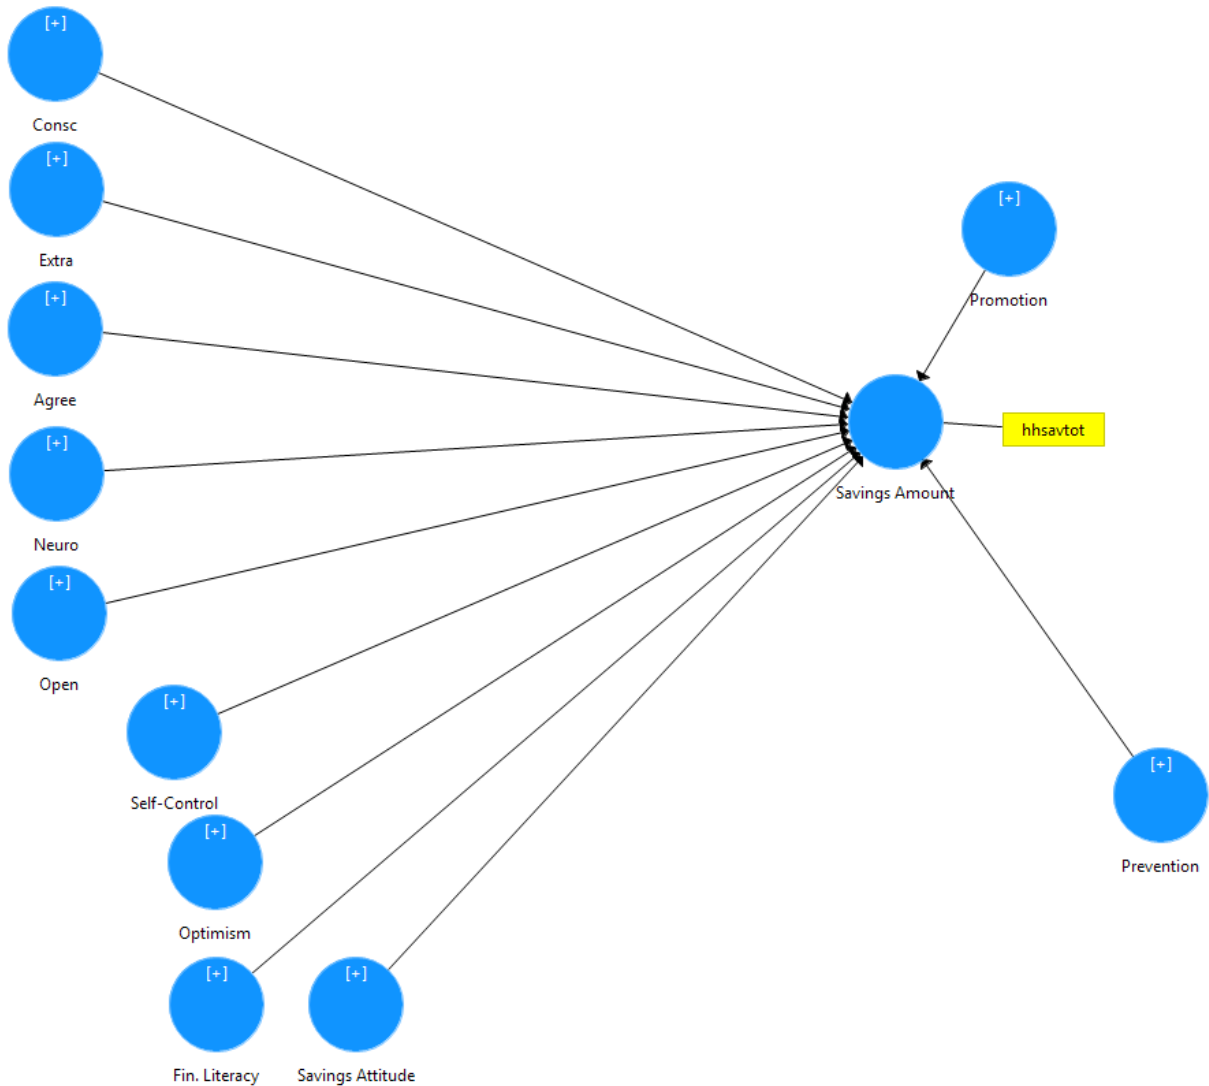 [+]
Consc
[+]
Extra
[+]
Agree
[+]
Neuro
[+]
Open
[+]
Self-Control
[+]
Optimism
[+]
Fin. Literacy
[+]
Savings Attitude
[+]
Promotion
Savings Amount
hhsavtot
[+]
Prevention